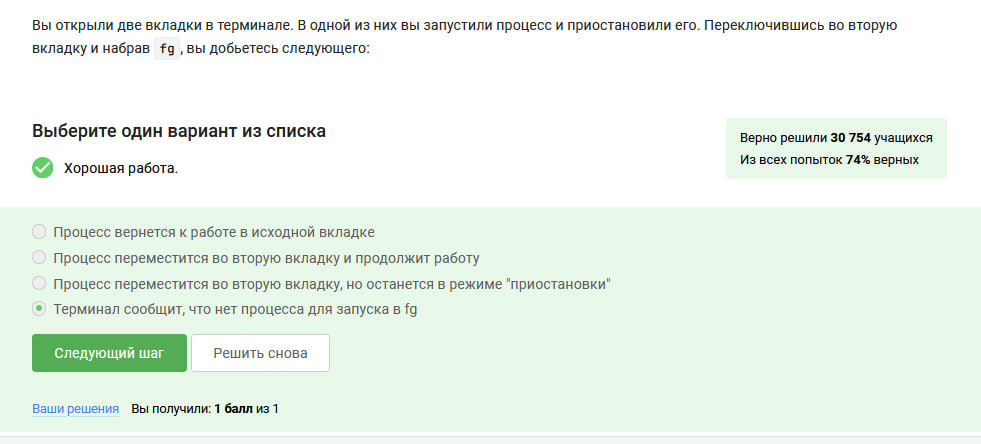 Вы открыли две вкладки в терминале. В одной из них вы запустили процесс и приостановили его. Переключившись во вторую
вкладку и набрав fg , вы добьетесь следующего:
Выберите один вариант из списка
Хорошая работа.
Верно решили 30 754 учащихся
Из всех попыток 74% верных
Процесс вернется к работе в исходной вкладке
Процесс переместится во вторую вкладку и продолжит работу
Процесс переместится во вторую вкладку, но останется в режиме "приостановки"
Терминал сообщит, что нет процесса для запуска в fg
Следующий шаг
Решить снова
Ваши решения Вы получили: 1 балл из 1